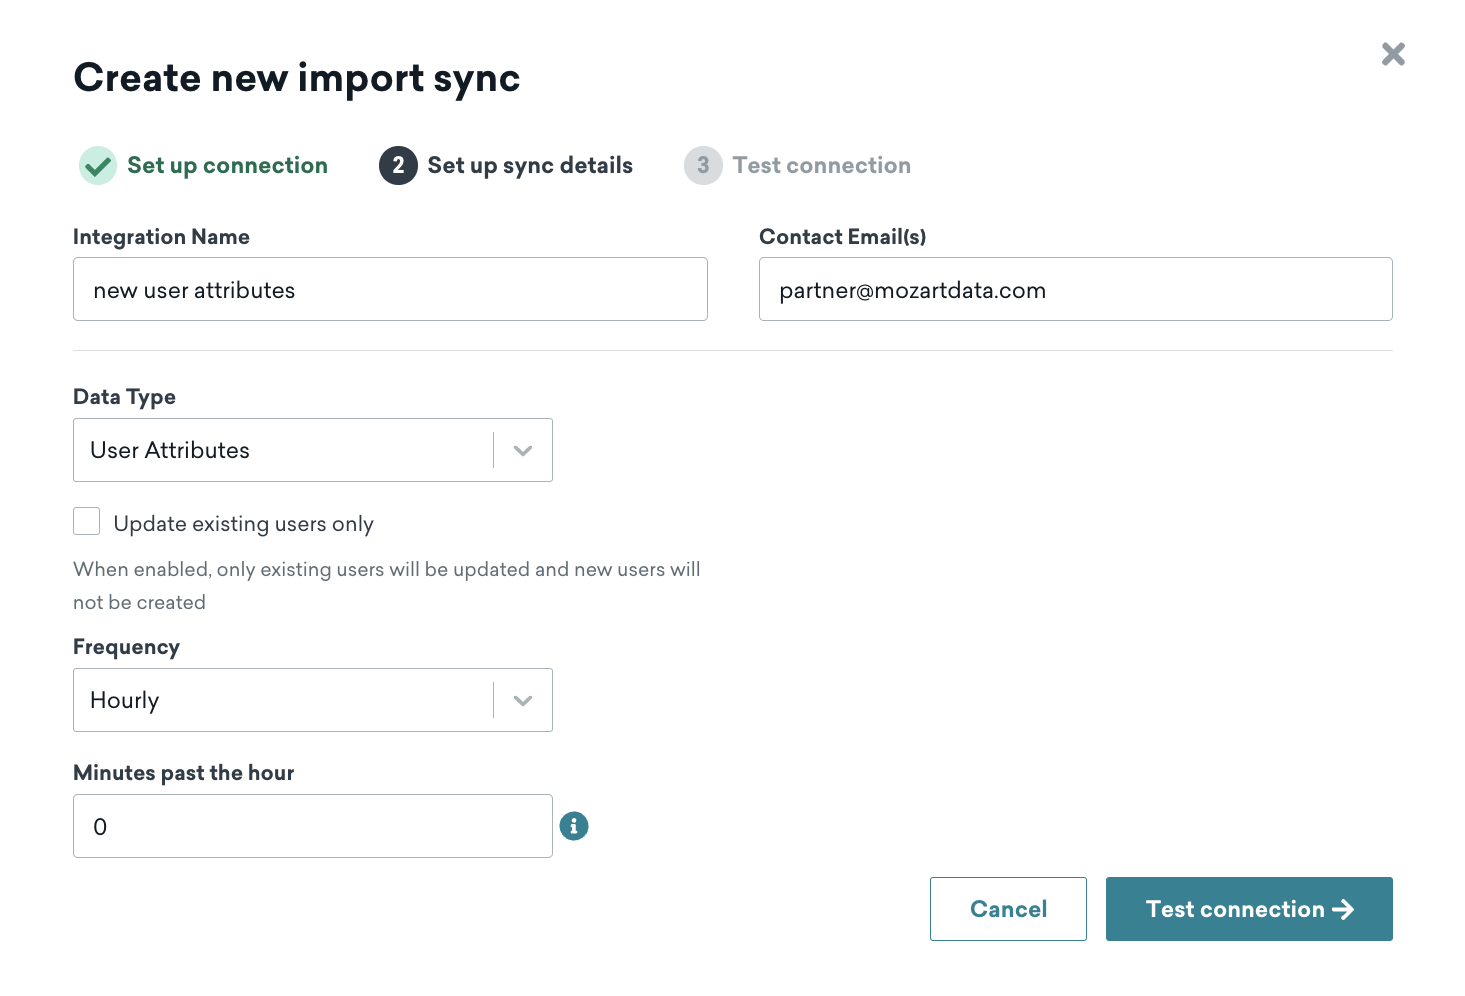 Create new import sync
Set up connection
2 Set up sync details
3 Test connection
Integration Name
new user attributes
Contact Email(s)
partner@mozartdata.com
Data Type
User Attributes
Update existing users only
When enabled, only existing users will be updated and new users will
not be created
Frequency
Hourly
Minutes past the hour
0
Cancel
Test connection